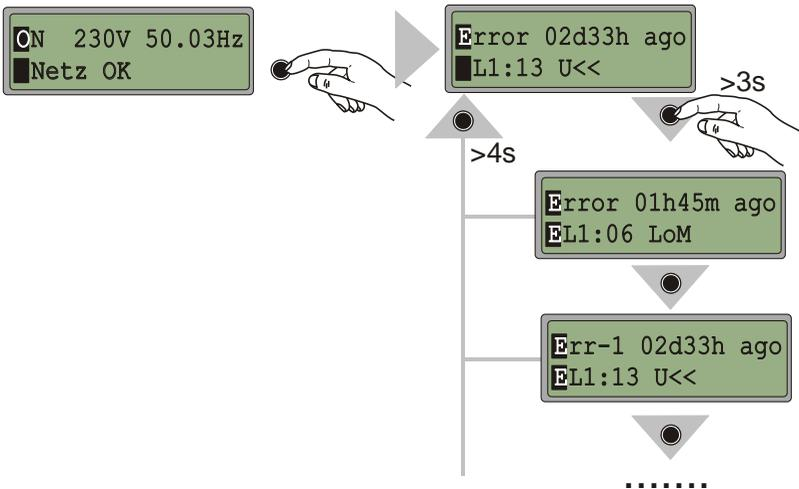 ON 230V 50.03Hz
Netz OK
Error 02d33h ago
L1:13 U<<
>3s
>4s
Error 01h45m ago
EL1:06 LoM
Err-1 02d33h ago
EL1:13 U<<
.......